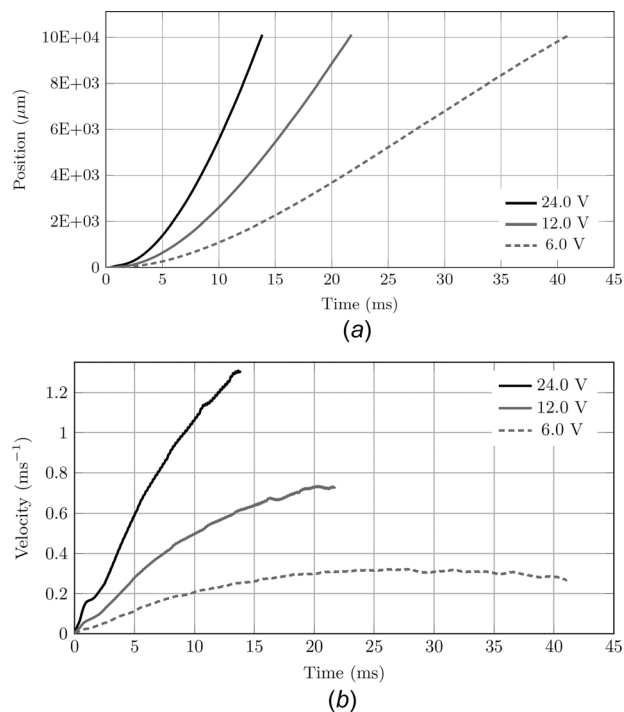 10E+04
8E+03
6E+03
4E+03
2E+03
0
Position (μm)
0 5 10 15 20 25 30 35 40 45
Time (ms)
24.0 V
12.0 V
6.0 V
(a)
1.2
1
0.8
0.6
0.4
0.2
0
Velocity (ms⁻¹)
0 5 10 15 20 25 30 35 40 45
Time (ms)
24.0 V
12.0 V
6.0 V
(b)